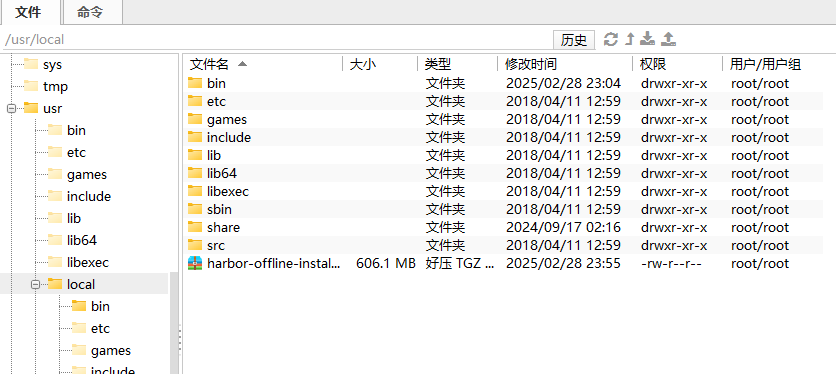 文件 命令
/usr/local 历史
文件名 大小 类型 修改时间 权限 用户/用户组
sys
tmp
usr
bin
etc
games
include
lib
lib64
libexec
local
bin
etc
games
include
bin 文件夹 2025/02/28 23:04 drwxr-xr-x root/root
etc 文件夹 2018/04/11 12:59 drwxr-xr-x root/root
games 文件夹 2018/04/11 12:59 drwxr-xr-x root/root
include 文件夹 2018/04/11 12:59 drwxr-xr-x root/root
lib 文件夹 2018/04/11 12:59 drwxr-xr-x root/root
lib64 文件夹 2018/04/11 12:59 drwxr-xr-x root/root
libexec 文件夹 2018/04/11 12:59 drwxr-xr-x root/root
sbin 文件夹 2018/04/11 12:59 drwxr-xr-x root/root
share 文件夹 2024/09/17 02:16 drwxr-xr-x root/root
src 文件夹 2018/04/11 12:59 drwxr-xr-x root/root
harbor-offline-instal... 606.1 MB 好压 TGZ ... 2025/02/28 23:55 -rw-r--r-- root/root